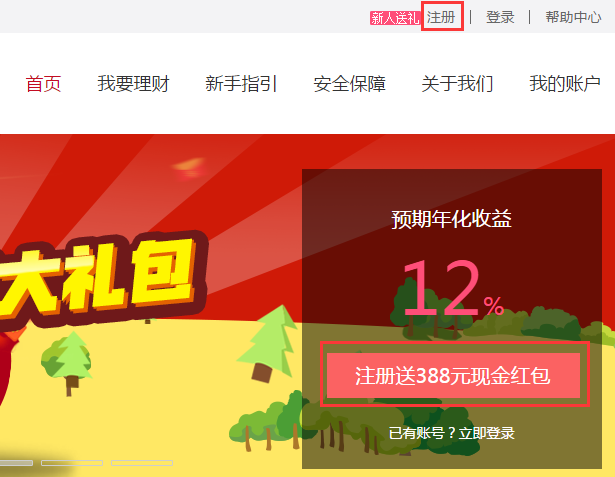 新人送礼 注册 | 登录 | 帮助中心
首页 我要理财 新手指引 安全保障 关于我们 我的账户
大礼包
预期年化收益
12%
注册送388元现金红包
已有账号？立即登录